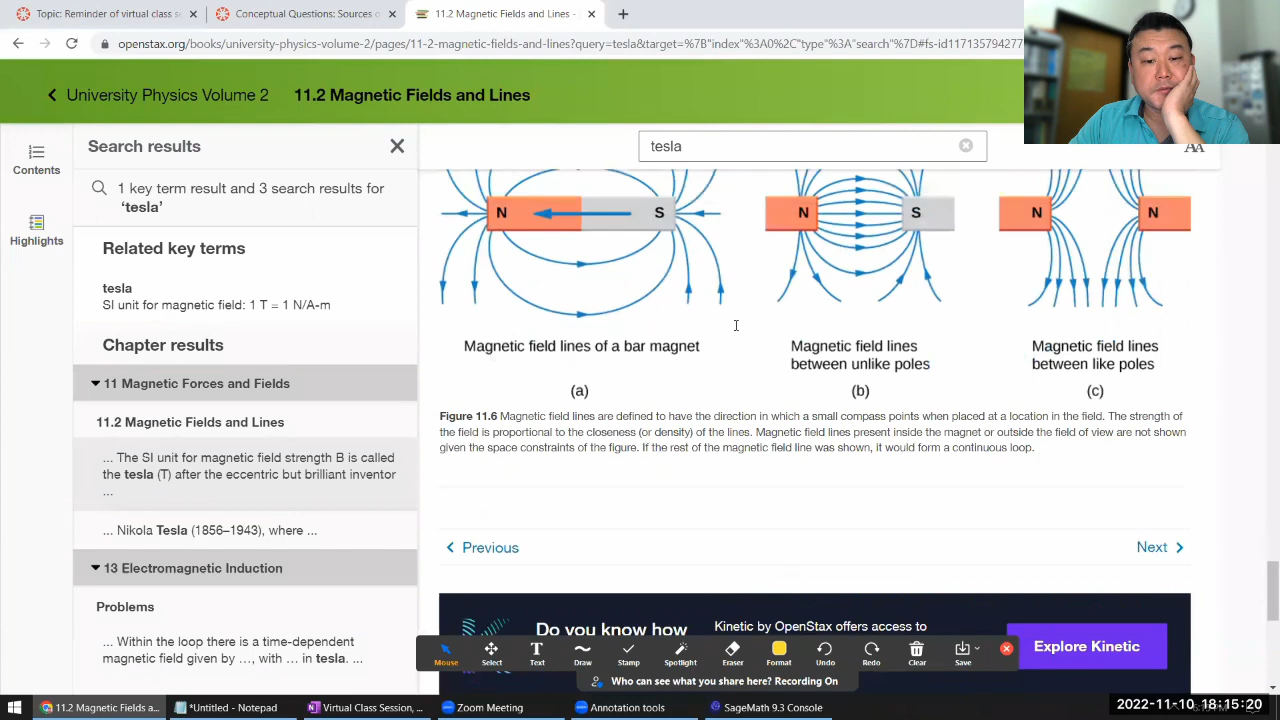 Topic: Reminder of virtual class s
Conceptual Questions: Sources o
11.2 Magnetic Fields and Lines -
openstax.org/books/university-physics-volume-2/pages/11-2-magnetic-fields-and-lines?query=tesla&target=%7B"index"%3A0%2C"type"%3A"search"%7D#fs-id117135794277
University Physics Volume 2
11.2 Magnetic Fields and Lines
Contents
Highlights
Search results
1 key term result and 3 search results for
‘tesla’
Related key terms
tesla
SI unit for magnetic field: 1 T = 1 N/A-m
Chapter results
11 Magnetic Forces and Fields
11.2 Magnetic Fields and Lines
... The SI unit for magnetic field strength B is called
the tesla (T) after the eccentric but brilliant inventor
...
... Nikola Tesla (1856–1943), where ...
13 Electromagnetic Induction
Problems
... Within the loop there is a time-dependent
magnetic field given by ..., with ... in tesla. ...
tesla
AA
N S
N S
N N
Magnetic field lines of a bar magnet
(a)
Magnetic field lines
between unlike poles
(b)
Magnetic field lines
between like poles
(c)
Figure 11.6 Magnetic field lines are defined to have the direction in which a small compass points when placed at a location in the field. The strength of
the field is proportional to the closeness (or density) of the lines. Magnetic field lines present inside the magnet or outside the field of view are not shown
given the space constraints of the figure. If the rest of the magnetic field line was shown, it would form a continuous loop.
Previous
Next
Do you know how
Kinetic by OpenStax offers access to
Explore Kinetic
Mouse Select Text Draw Stamp Spotlight Eraser Format Undo Redo Clear Save
Who can see what you share here? Recording On
11.2 Magnetic Fields a...
*Untitled - Notepad
Virtual Class Session, ...
Zoom Meeting
Annotation tools
SageMath 9.3 Console
2022-11-10 18:15:20